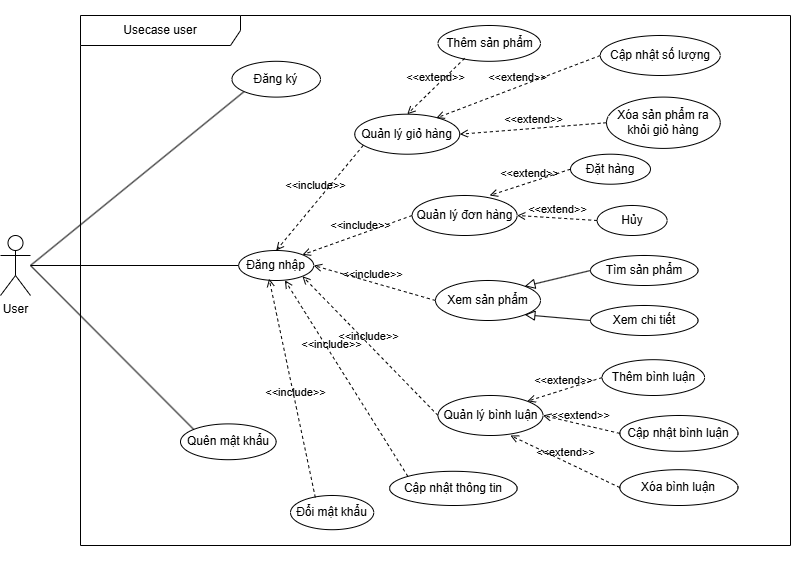 Usecase user
Thêm sản phẩm
Cập nhật số lượng
Đăng ký
<<extend>>
<<extend>>
Xóa sản phẩm ra
khỏi giỏ hàng
<<extend>>
Quản lý giỏ hàng
Đặt hàng
<<extend>>
<<include>>
Quản lý đơn hàng
<<extend>>
Hủy
<<include>>
Đăng nhập
Tìm sản phẩm
<<include>>
Xem sản phẩm
User
Xem chi tiết
<<include>>
<<include>>
Thêm bình luận
<<extend>>
<<include>>
Quản lý bình luận
<<extend>>
Cập nhật bình luận
Quên mật khẩu
<<extend>>
Cập nhật thông tin
Xóa bình luận
Đổi mật khẩu